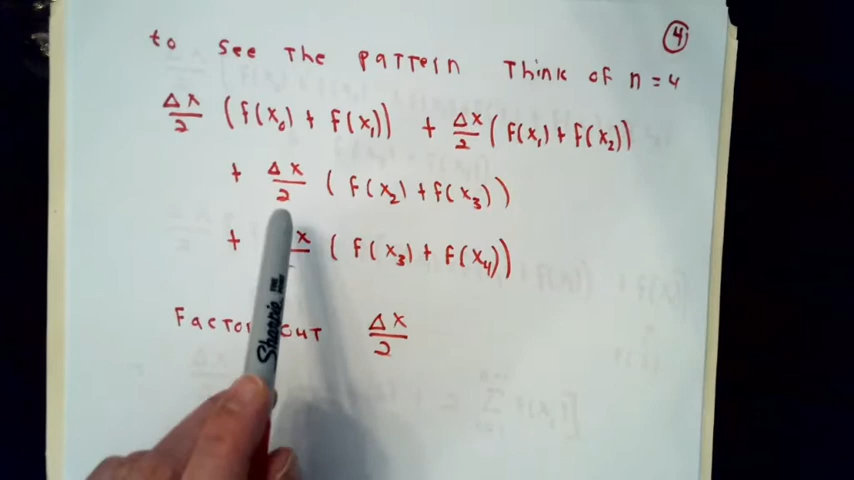 4
to see the pattern Think of n = 4
Δx/2 (f(x₀) + f(x₁)) + Δx/2 (f(x₁) + f(x₂))
+ Δx/2 (f(x₂) + f(x₃))
+ x (f(x₃) + f(x₄))
Factor out Δx/2
Sharpie